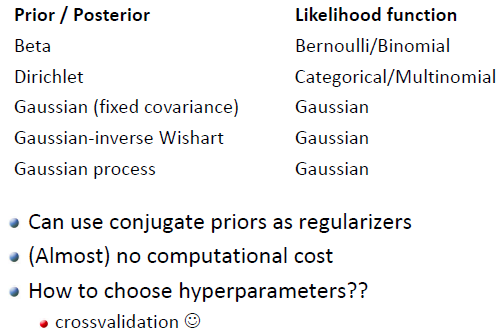 Prior / Posterior Likelihood function
Beta Bernoulli/Binomial
Dirichlet Categorical/Multinomial
Gaussian (fixed covariance) Gaussian
Gaussian-inverse Wishart Gaussian
Gaussian process Gaussian
Can use conjugate priors as regularizers
(Almost) no computational cost
How to choose hyperparameters??
crossvalidation ☺